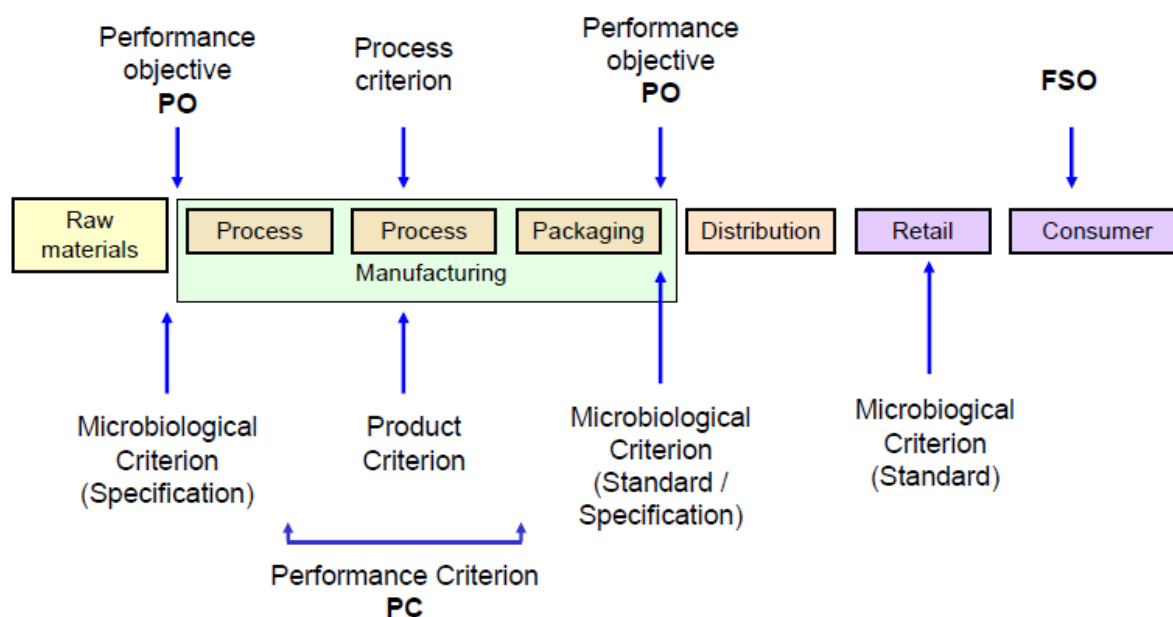 Performance
objective
PO
Process
criterion
Performance
objective
PO
FSO
Raw
materials
Process
Process
Packaging
Manufacturing
Distribution
Retail
Consumer
Microbiological
Criterion
(Specification)
Product
Criterion
Microbiological
Criterion
(Standard /
Specification)
Microbiogical
Criterion
(Standard)
Performance Criterion
PC